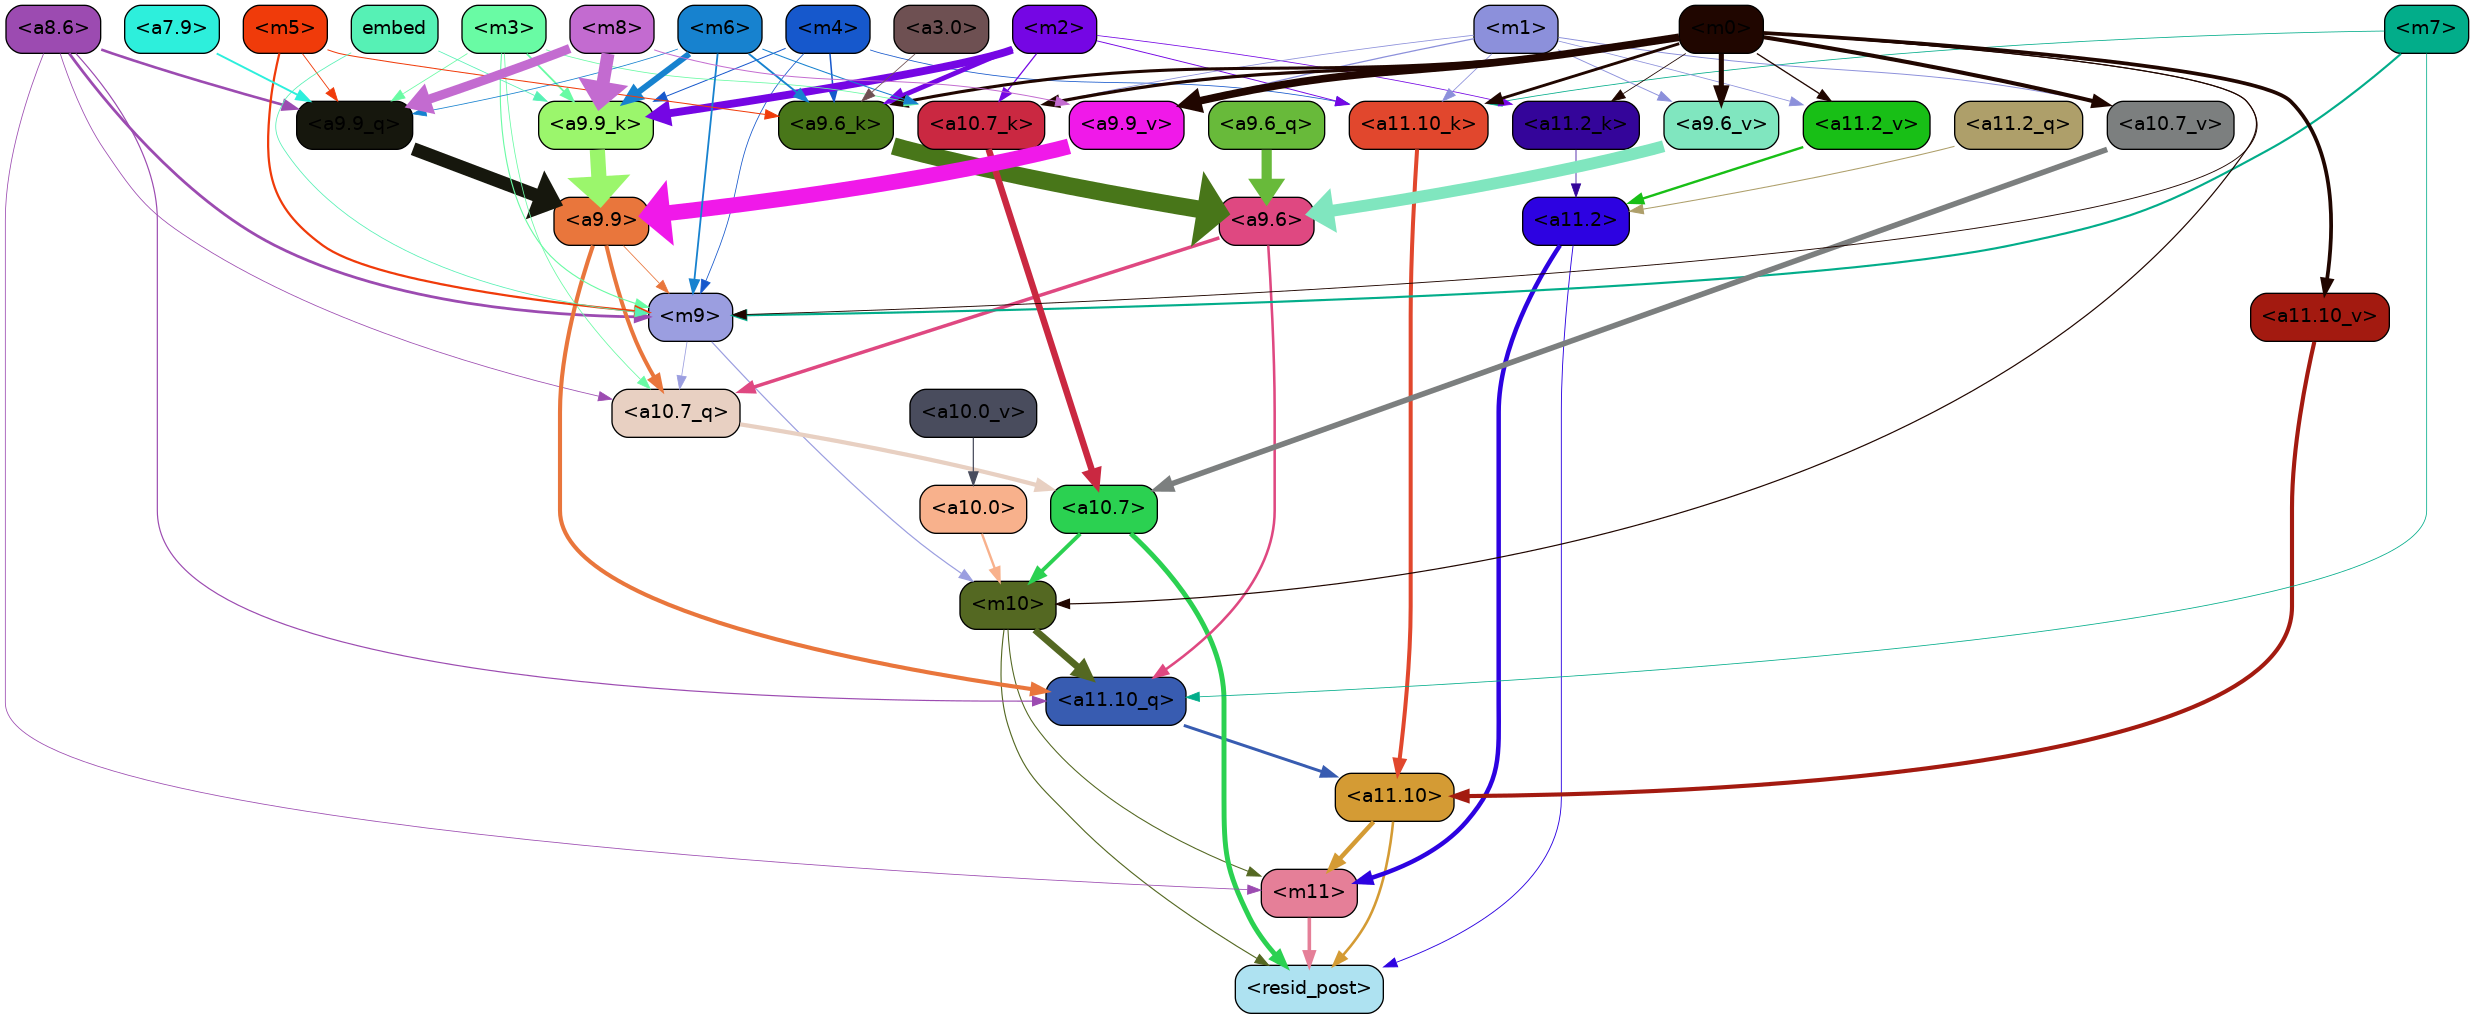 <a8.6> <a7.9> <m5> embed <m3> <m8> <m6> <m4> <a3.0> <m2> <m1> <m0> <m7>
<a9.9_q> <a9.9_k> <a9.6_k> <a10.7_k> <a9.9_v> <a9.6_q> <a11.10_k> <a11.2_k> <a9.6_v> <a11.2_v> <a11.2_q> <a10.7_v>
<a9.9> <a9.6> <a11.2>
<m9> <a11.10_v>
<a10.7_q> <a10.0_v>
<a10.0> <a10.7>
<m10>
<a11.10_q>
<a11.10>
<m11>
<resid_post>